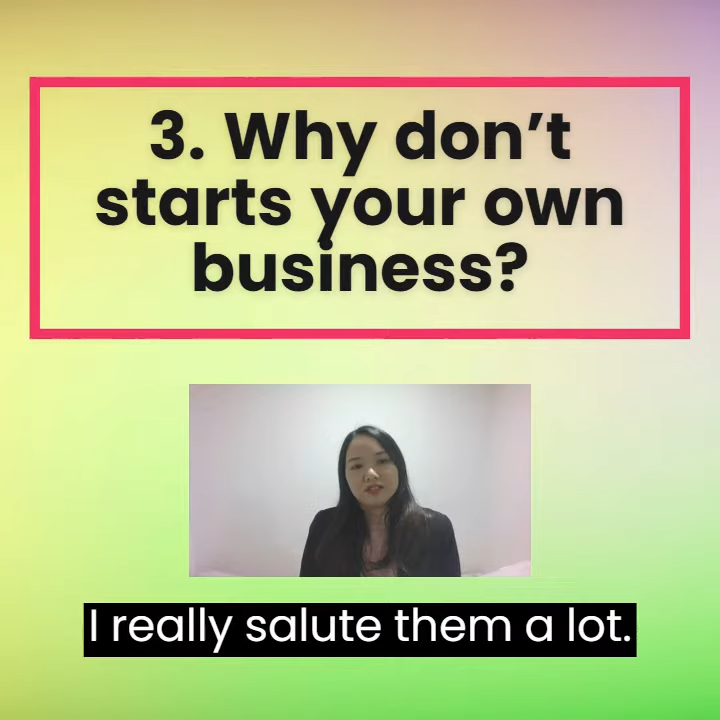 3. Why don’t
starts your own
business?
I really salute them a lot.